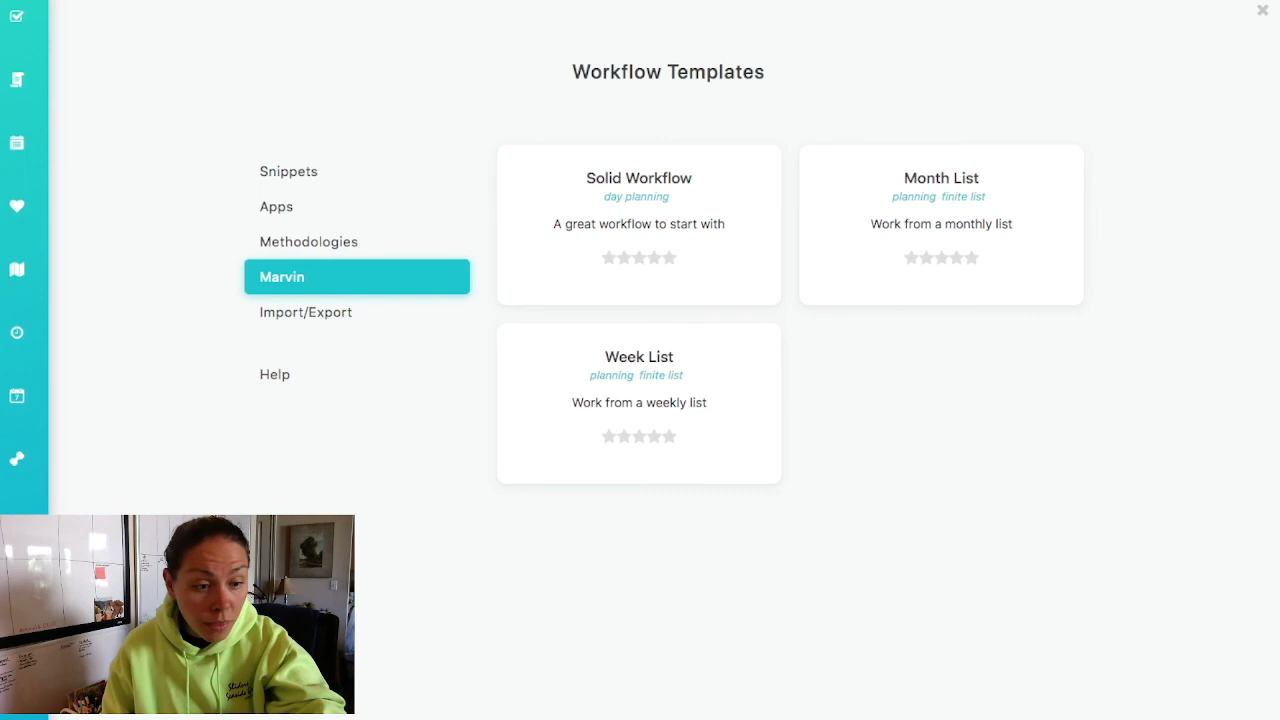 Workflow Templates
Snippets
Apps
Methodologies
Marvin
Import/Export
Help
Solid Workflow
day planning
A great workflow to start with
Month List
planning finite list
Work from a monthly list
Week List
planning finite list
Work from a weekly list
7